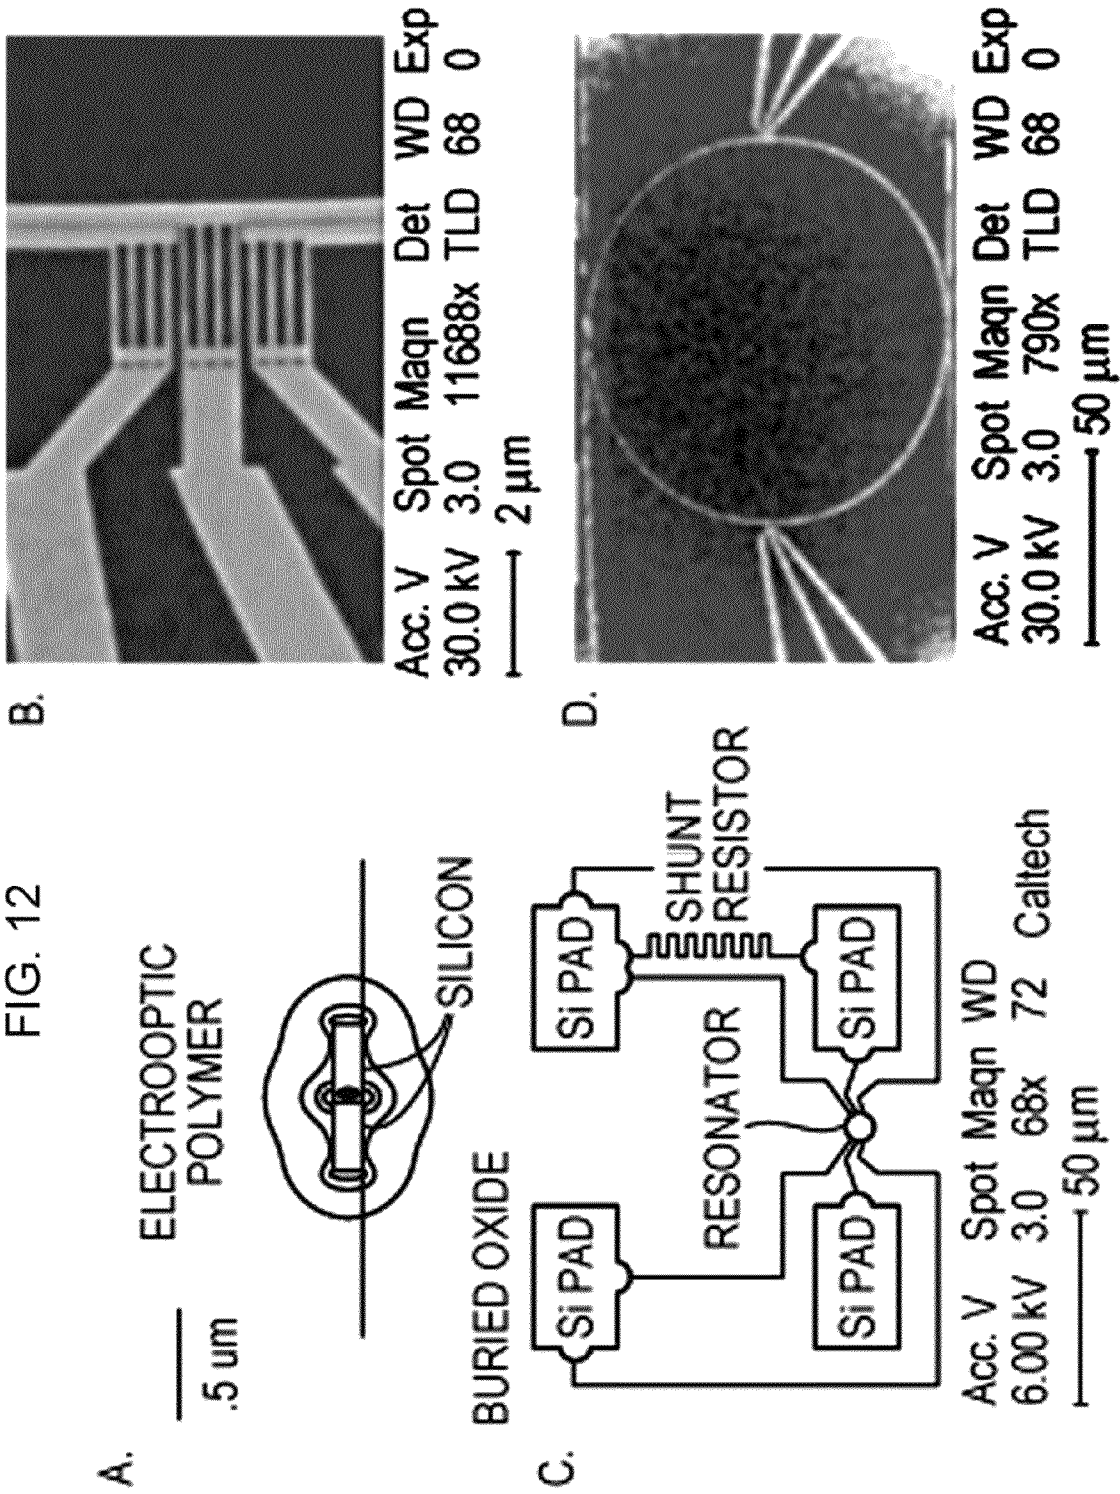 FIG. 12
A.
.5 um
ELECTROOPTIC
POLYMER
SILICON
BURIED OXIDE
B.
Acc. V Spot Maqn Det WD Exp
30.0 kV 3.0 11688x TLD 68 0
2 µm
C.
Si PAD
Si PAD
SHUNT
RESISTOR
RESONATOR
Si PAD
Si PAD
Acc. V Spot Maqn WD
6.00 kV 3.0 68x 72 Caltech
50 µm
D.
Acc. V Spot Maqn Det WD Exp
30.0 kV 3.0 790x TLD 68 0
50 µm